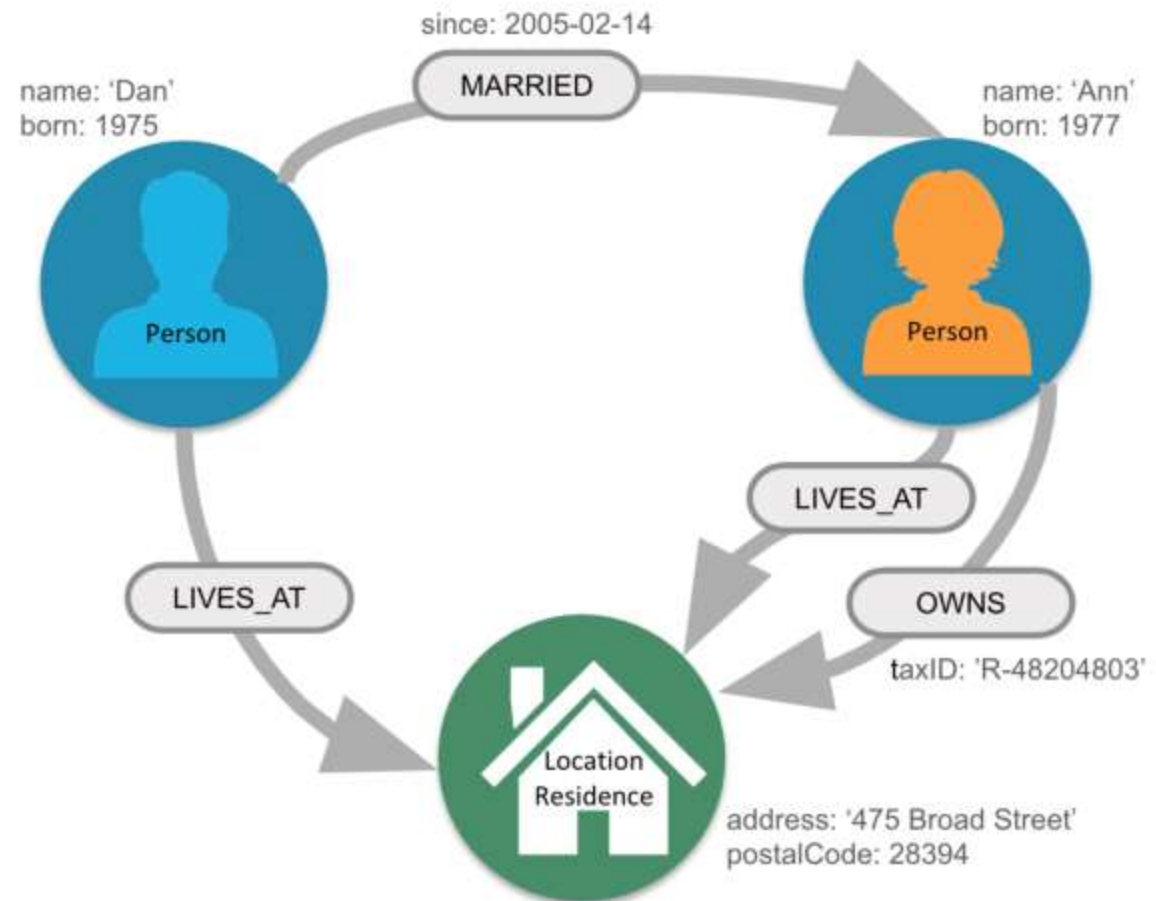 since: 2005-02-14
MARRIED
name: ‘Dan’
born: 1975
name: ‘Ann’
born: 1977
Person
Person
LIVES_AT
LIVES_AT
OWNS
taxID: ’R-48204803’
Location
Residence
address: ‘475 Broad Street’
postalCode: 28394